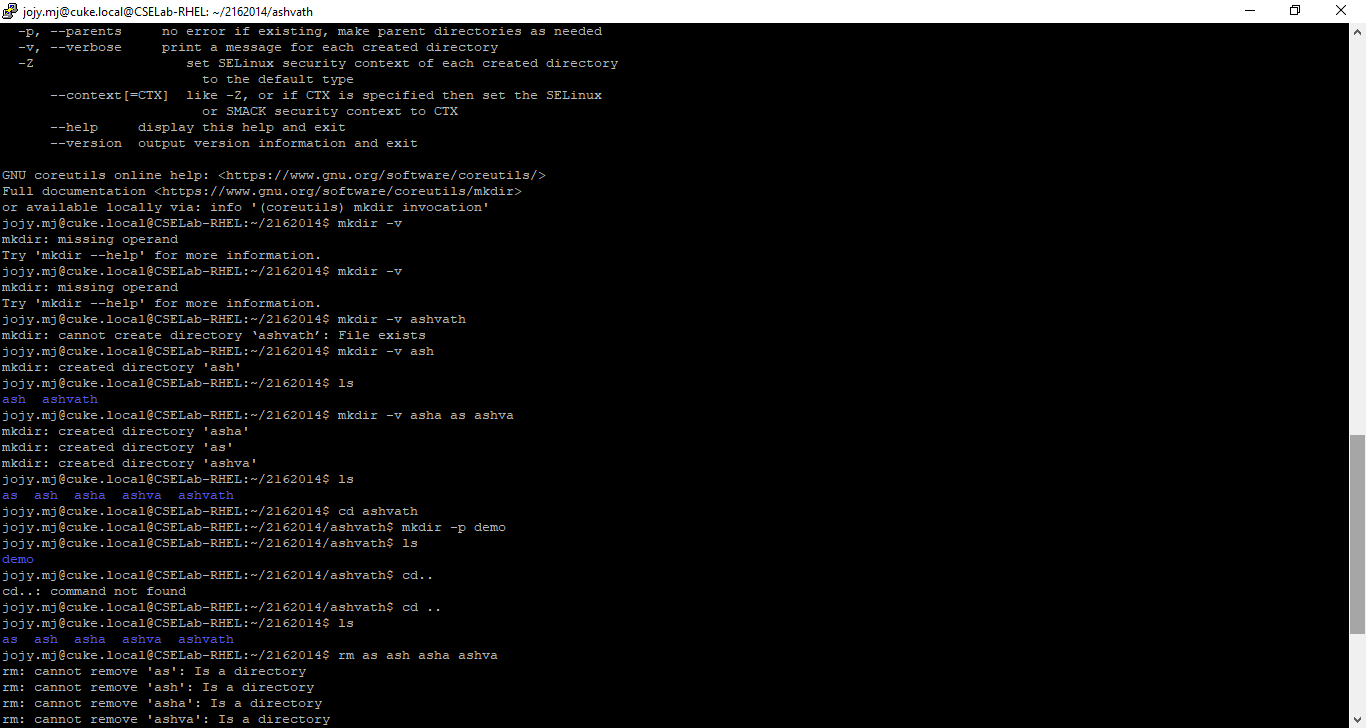 jojy.mj@cuke.local@CSELab-RHEL: ~/2162014/ashvath
-p, --parents     no error if existing, make parent directories as needed
-v, --verbose     print a message for each created directory
-Z                   set SELinux security context of each created directory
to the default type
--context[=CTX]  like -Z, or if CTX is specified then set the SELinux
or SMACK security context to CTX
--help     display this help and exit
--version  output version information and exit
GNU coreutils online help: <https://www.gnu.org/software/coreutils/>
Full documentation <https://www.gnu.org/software/coreutils/mkdir>
or available locally via: info '(coreutils) mkdir invocation'
jojy.mj@cuke.local@CSELab-RHEL:~/2162014$ mkdir -v
mkdir: missing operand
Try 'mkdir --help' for more information.
jojy.mj@cuke.local@CSELab-RHEL:~/2162014$ mkdir -v
mkdir: missing operand
Try 'mkdir --help' for more information.
jojy.mj@cuke.local@CSELab-RHEL:~/2162014$ mkdir -v ashvath
mkdir: cannot create directory ‘ashvath’: File exists
jojy.mj@cuke.local@CSELab-RHEL:~/2162014$ mkdir -v ash
mkdir: created directory 'ash'
jojy.mj@cuke.local@CSELab-RHEL:~/2162014$ ls
ash  ashvath
jojy.mj@cuke.local@CSELab-RHEL:~/2162014$ mkdir -v asha as ashva
mkdir: created directory 'asha'
mkdir: created directory 'as'
mkdir: created directory 'ashva'
jojy.mj@cuke.local@CSELab-RHEL:~/2162014$ ls
as  ash  asha  ashva  ashvath
jojy.mj@cuke.local@CSELab-RHEL:~/2162014$ cd ashvath
jojy.mj@cuke.local@CSELab-RHEL:~/2162014/ashvath$ mkdir -p demo
jojy.mj@cuke.local@CSELab-RHEL:~/2162014/ashvath$ ls
demo
jojy.mj@cuke.local@CSELab-RHEL:~/2162014/ashvath$ cd..
cd..: command not found
jojy.mj@cuke.local@CSELab-RHEL:~/2162014/ashvath$ cd ..
jojy.mj@cuke.local@CSELab-RHEL:~/2162014$ ls
as  ash  asha  ashva  ashvath
jojy.mj@cuke.local@CSELab-RHEL:~/2162014$ rm as ash asha ashva
rm: cannot remove 'as': Is a directory
rm: cannot remove 'ash': Is a directory
rm: cannot remove 'asha': Is a directory
rm: cannot remove 'ashva': Is a directory